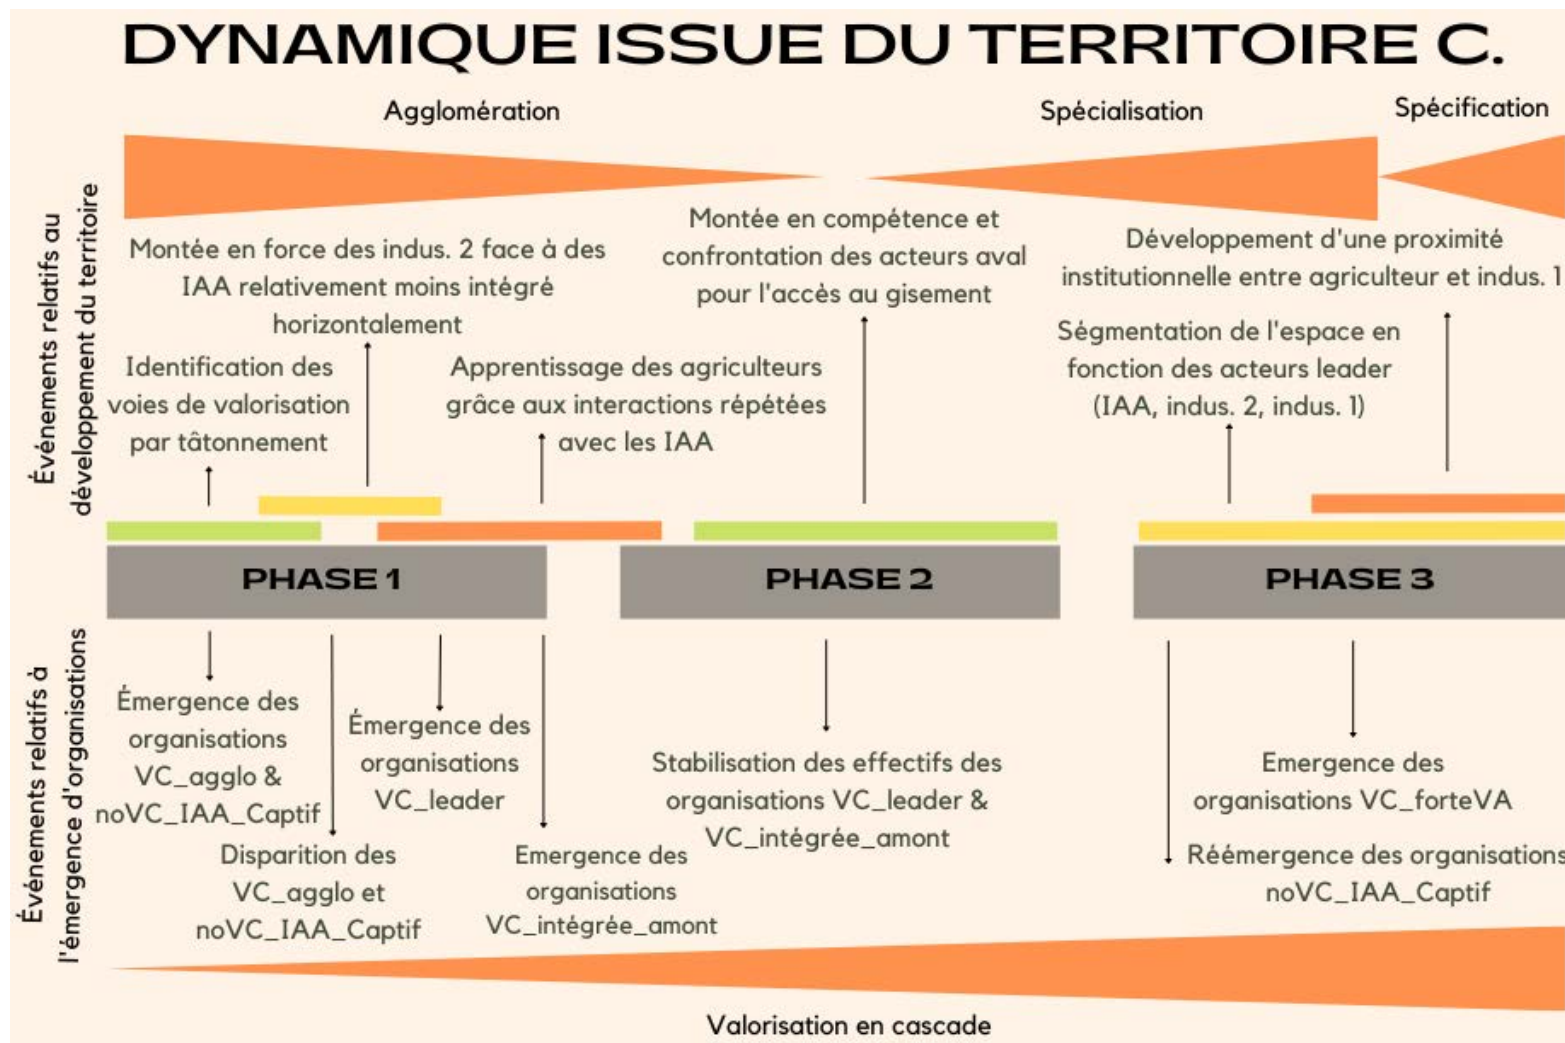 DYNAMIQUE ISSUE DU TERRITOIRE C.
Agglomération
Spécialisation
Spécification
Événements relatifs au
développement du territoire
Montée en force des indus. 2 face à des
IAA relativement moins intégré
horizontalement
Montée en compétence et
confrontation des acteurs aval
pour l'accès au gisement
Développement d'une proximité
institutionnelle entre agriculteur et indus. 1
Identification des
voies de valorisation
par tâtonnement
Apprentissage des agriculteurs
grâce aux interactions répétées
avec les IAA
Ségmentation de l'espace en
fonction des acteurs leader
(IAA, indus. 2, indus. 1)
PHASE 1
PHASE 2
PHASE 3
Événements relatifs à
l'émergence d'organisations
Émergence des
organisations
VC_agglo &
noVC_IAA_Captif
Disparition des
VC_agglo et
noVC_IAA_Captif
Émergence des
organisations
VC_leader
Emergence des
organisations
VC_intégrée_amont
Stabilisation des effectifs des
organisations VC_leader &
VC_intégrée_amont
Emergence des
organisations VC_forteVA
Réémergence des organisations
noVC_IAA_Captif
Valorisation en cascade